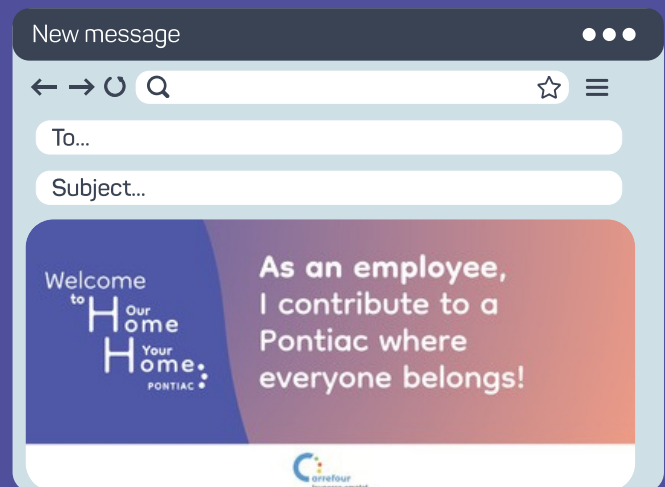 New message
To...
Subject...
Welcome
to Our
Home
Your
Home
PONTIAC
As an employee,
I contribute to a
Pontiac where
everyone belongs!
Carrefour